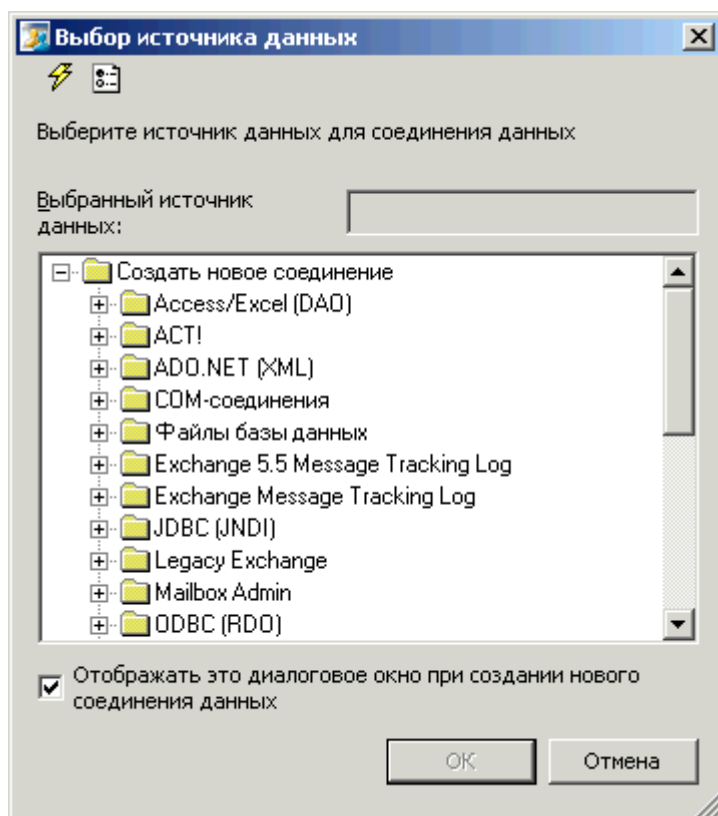 Выбор источника данных
Выберите источник данных для соединения данных
Выбранный источник
данных:
Создать новое соединение
Access/Excel (DAO)
ACT!
ADO.NET (XML)
COM-соединения
Файлы базы данных
Exchange 5.5 Message Tracking Log
Exchange Message Tracking Log
JDBC (JNDI)
Legacy Exchange
Mailbox Admin
ODBC (RDO)
Отображать это диалоговое окно при создании нового
соединения данных
OK
Отмена